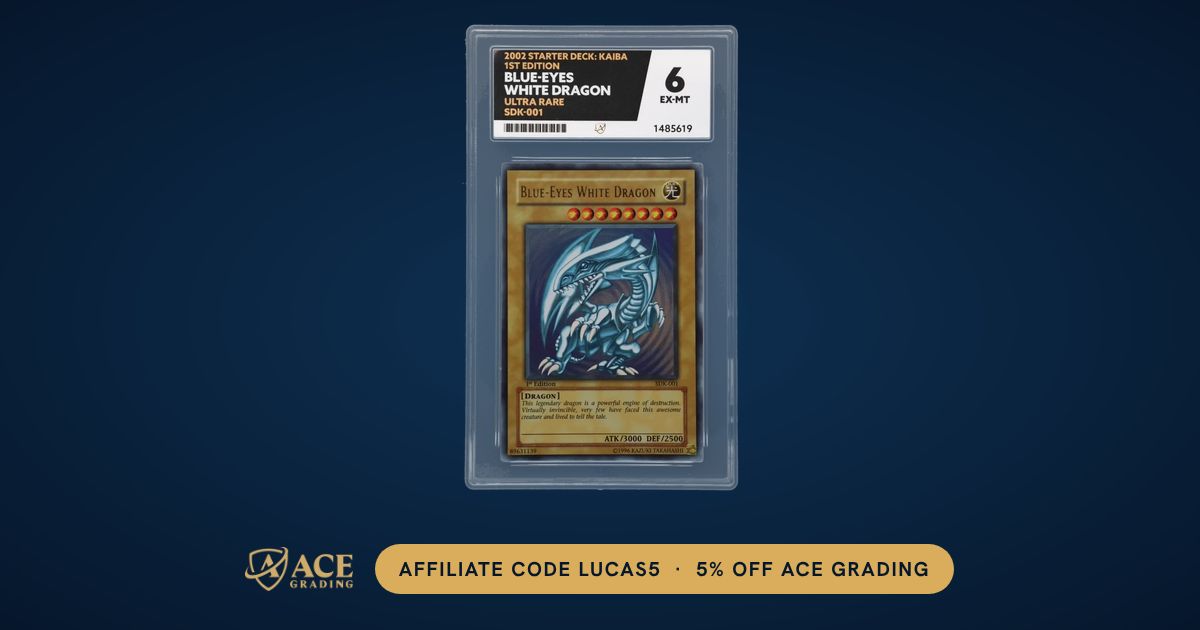 2002 STARTER DECK: KAIBA
1ST EDITION
BLUE-EYES
WHITE DRAGON
ULTRA RARE
SDK-001
6
EX-MT
1485619
BLUE-EYES WHITE DRAGON
光
1st Edition
SDK-001
[DRAGON]
This legendary dragon is a powerful engine of destruction.
Virtually invincible, very few have faced this awesome
creature and lived to tell the tale.
ATK/3000 DEF/2500
89631139
©1996 KAZUKI TAKAHASHI
ACE
GRADING
AFFILIATE CODE LUCAS5 · 5% OFF ACE GRADING